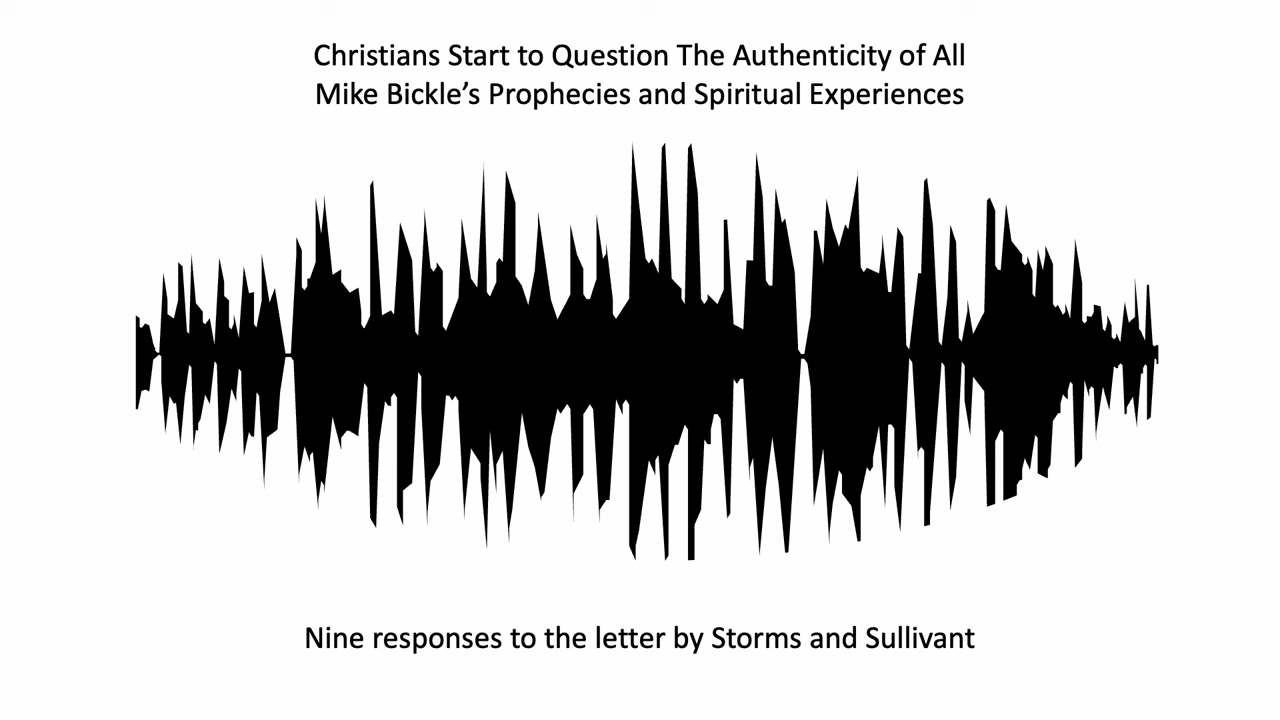 Christians Start to Question The Authenticity of All
Mike Bickle’s Prophecies and Spiritual Experiences
Nine responses to the letter by Storms and Sullivant